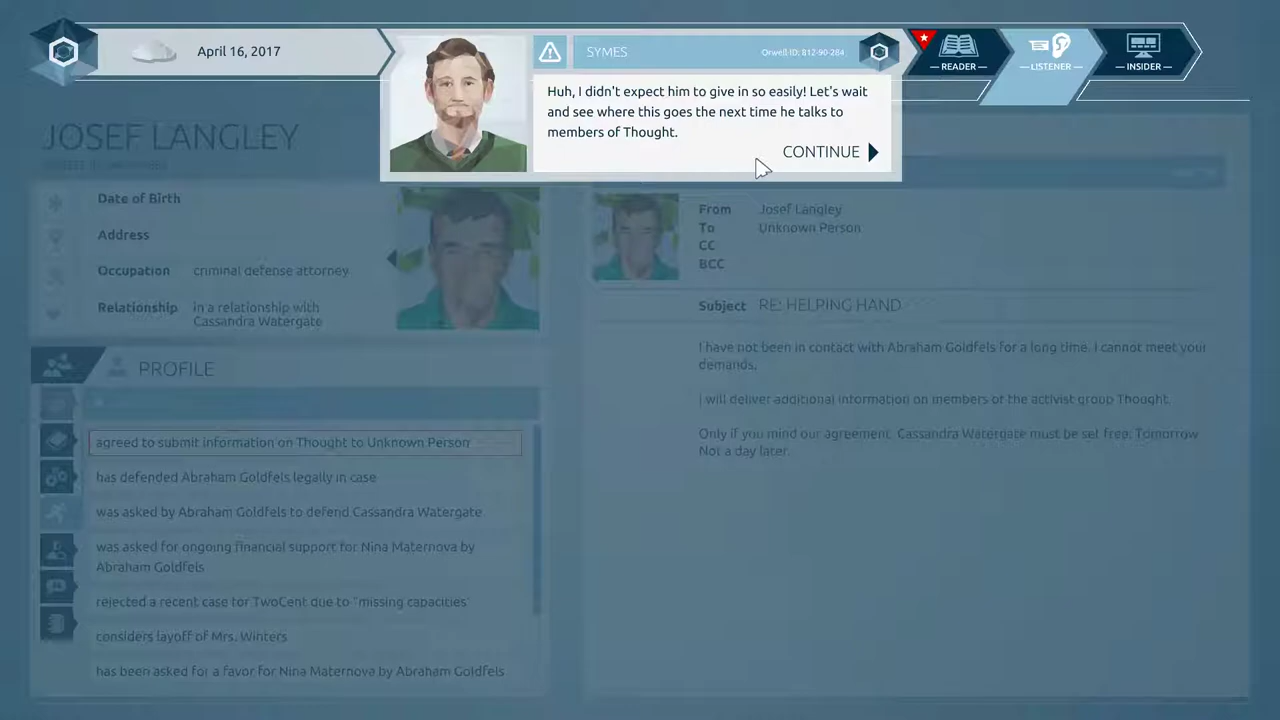 April 16, 2017
SYMES
Orwell ID: 812-90-284
Huh, I didn't expect him to give in so easily! Let's wait
and see where this goes the next time he talks to
members of Thought.
CONTINUE
READER
LISTENER
INSIDER
JOSEF LANGLEY
Date of Birth
Address
Occupation criminal defense attorney
Relationship in a relationship with
Cassandra Watergate
PROFILE
agreed to submit information on Thought to Unknown Person
has defended Abraham Goldfels legally in case
was asked by Abraham Goldfels to defend Cassandra Watergate
was asked for ongoing financial support for Nina Maternova by
Abraham Goldfels
rejected a recent case for TwoCent due to "missing capacities"
considers layoff of Mrs. Winters
has been asked for a favor for Nina Maternova by Abraham Goldfels
From Josef Langley
To Unknown Person
CC
BCC
Subject RE: HELPING HAND
I have not been in contact with Abraham Goldfels for a long time. I cannot meet your
demands.
I will deliver additional information on members of the activist group Thought.
Only if you mind our agreement. Cassandra Watergate must be set free. Tomorrow
Not a day later.